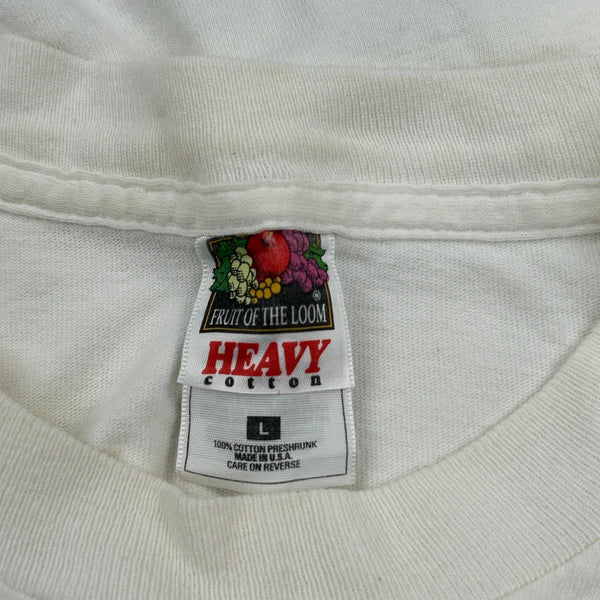 ®
FRUIT OF THE LOOM
HEAVY
cotton
L
100% COTTON PRESHRUNK
MADE IN U.S.A.
CARE ON REVERSE